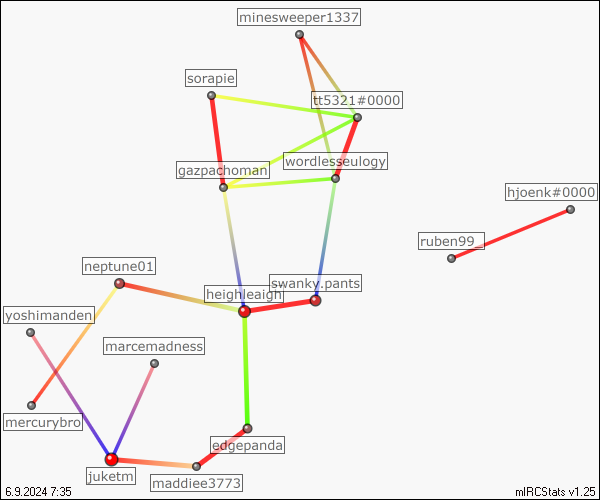 minesweeper1337
sorapie
tt5321#0000
wordlesseulogy
gazpachoman
hjoenk#0000
ruben99__
neptune01
swanky.pants
heighleaigh
yoshimanden
marcemadness
mercurybro
edgepanda
juketm
maddiee3773
6.9.2024 7:35
mIRCStats v1.25